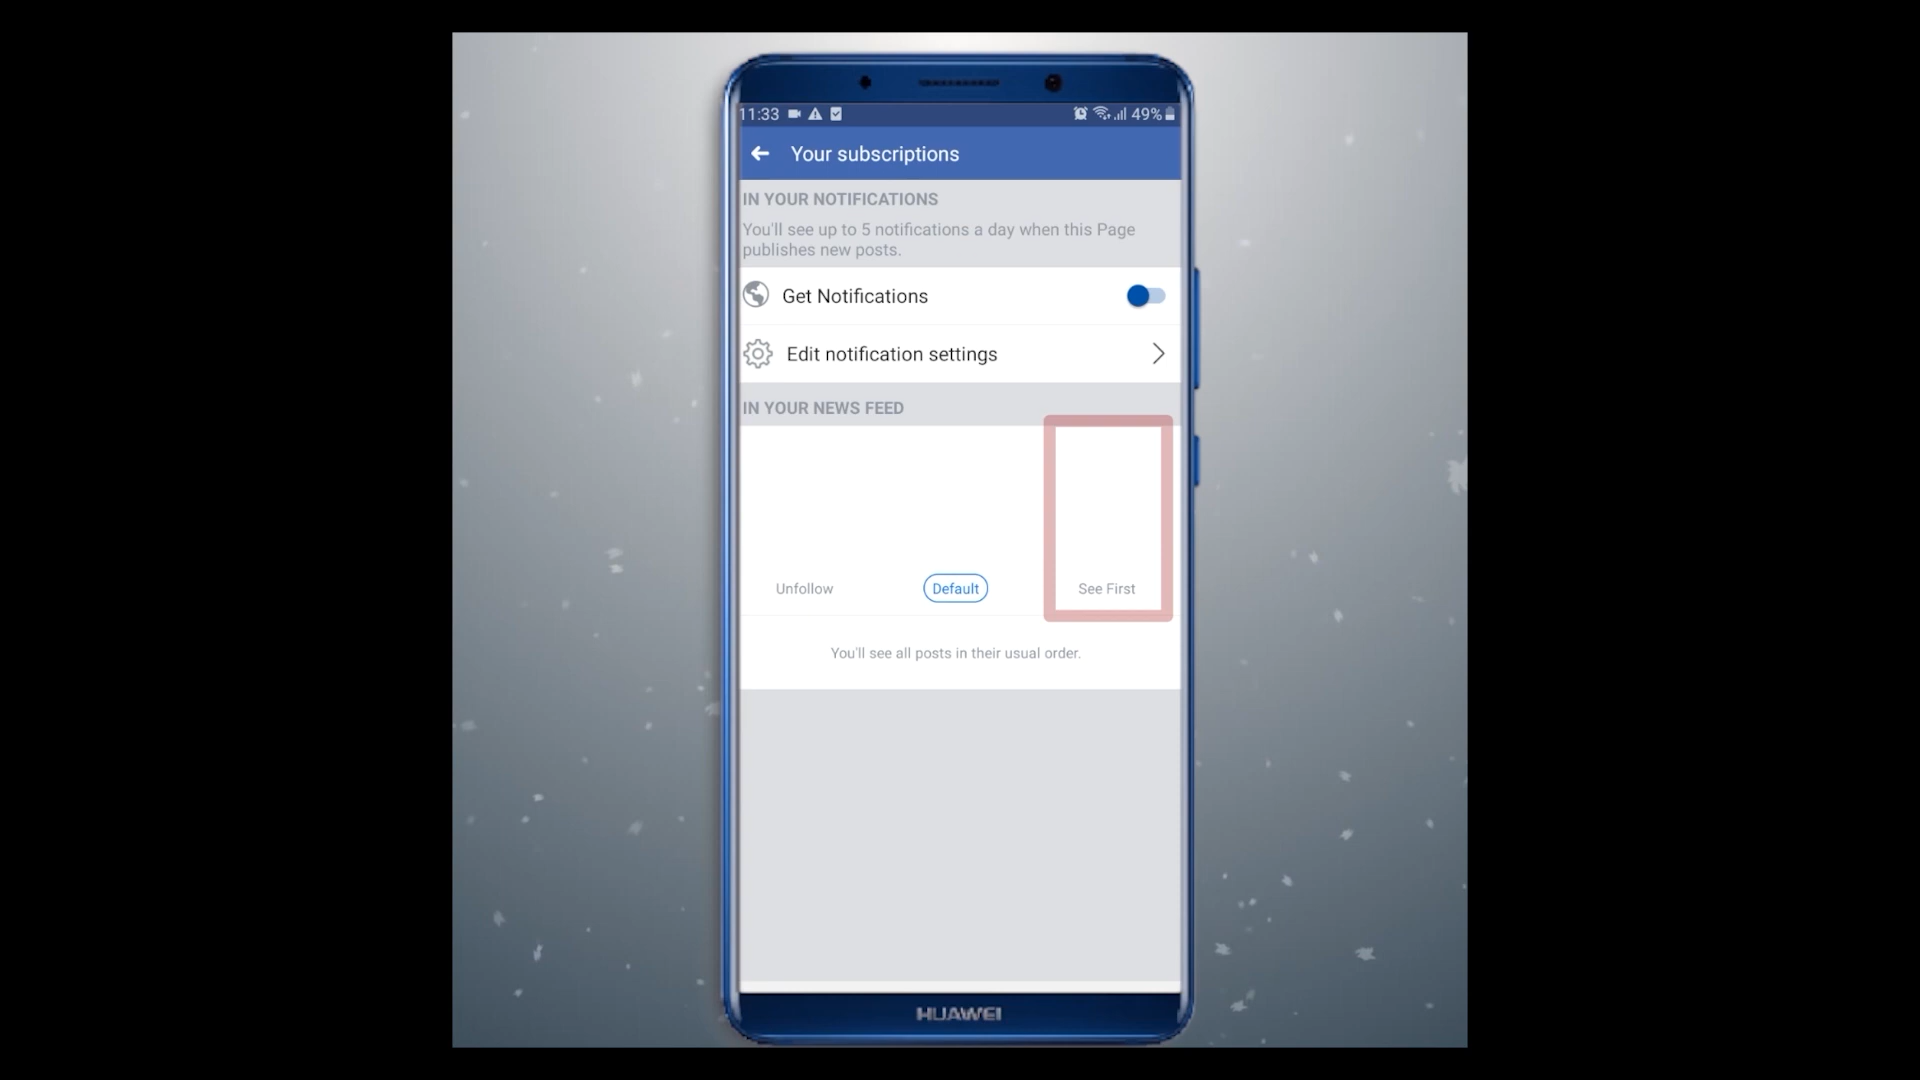 11:33 49%
Your subscriptions
IN YOUR NOTIFICATIONS
You'll see up to 5 notifications a day when this Page
publishes new posts.
Get Notifications
Edit notification settings
IN YOUR NEWS FEED
Unfollow Default See First
You'll see all posts in their usual order.
HUAWEI